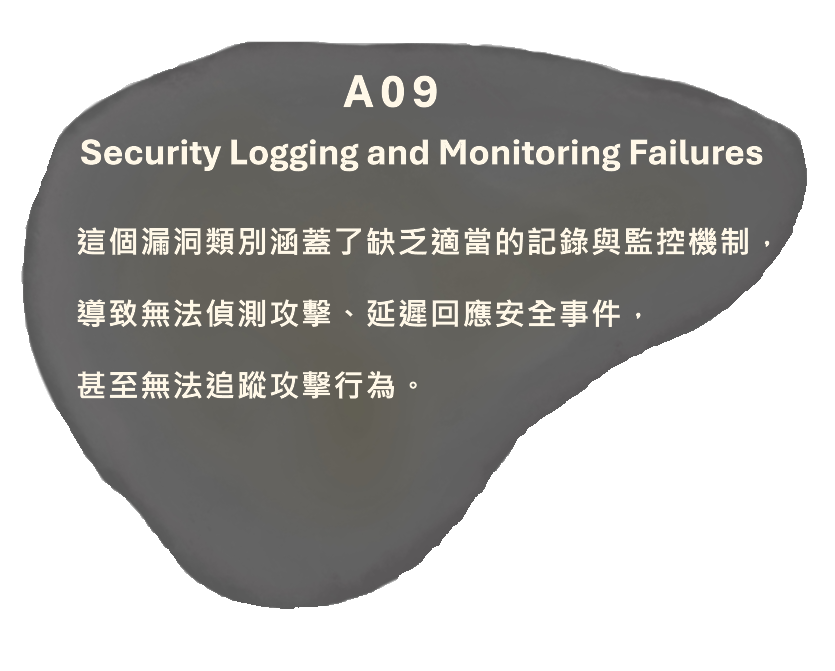 A09
Security Logging and Monitoring Failures
這個漏洞類別涵蓋了缺乏適當的記錄與監控機制，
導致無法偵測攻擊、延遲回應安全事件，
甚至無法追蹤攻擊行為。